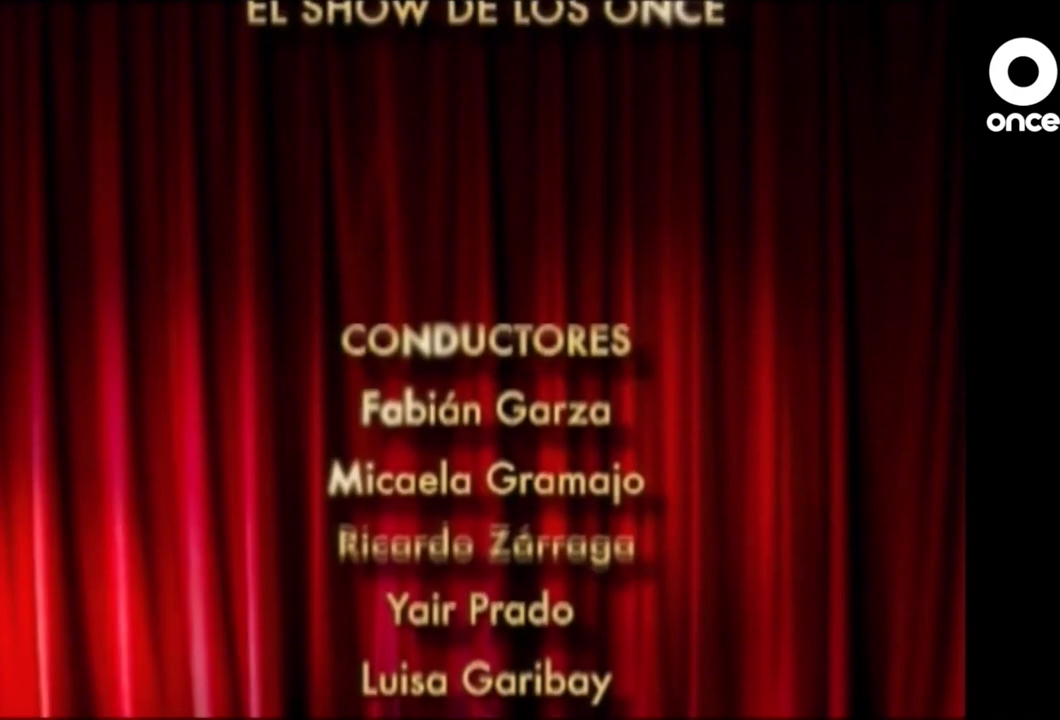 EL SHOW DE LOS ONCE
once
CONDUCTORES
Fabián Garza
Micaela Gramajo
Ricardo Zárraga
Yair Prado
Luisa Garibay